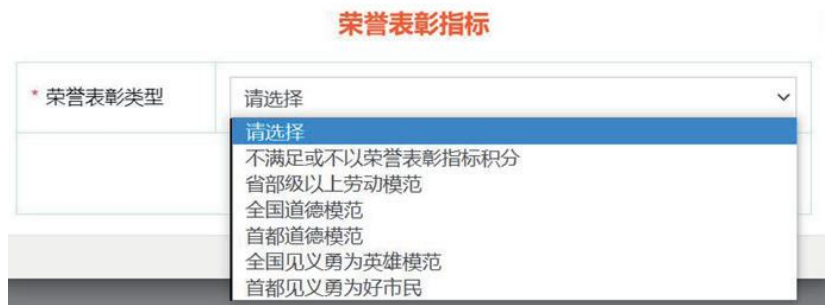 荣誉表彰指标
* 荣誉表彰类型
请选择
请选择
不满足或不以荣誉表彰指标积分
省部级以上劳动模范
全国道德模范
首都道德模范
全国见义勇为英雄模范
首都见义勇为好市民